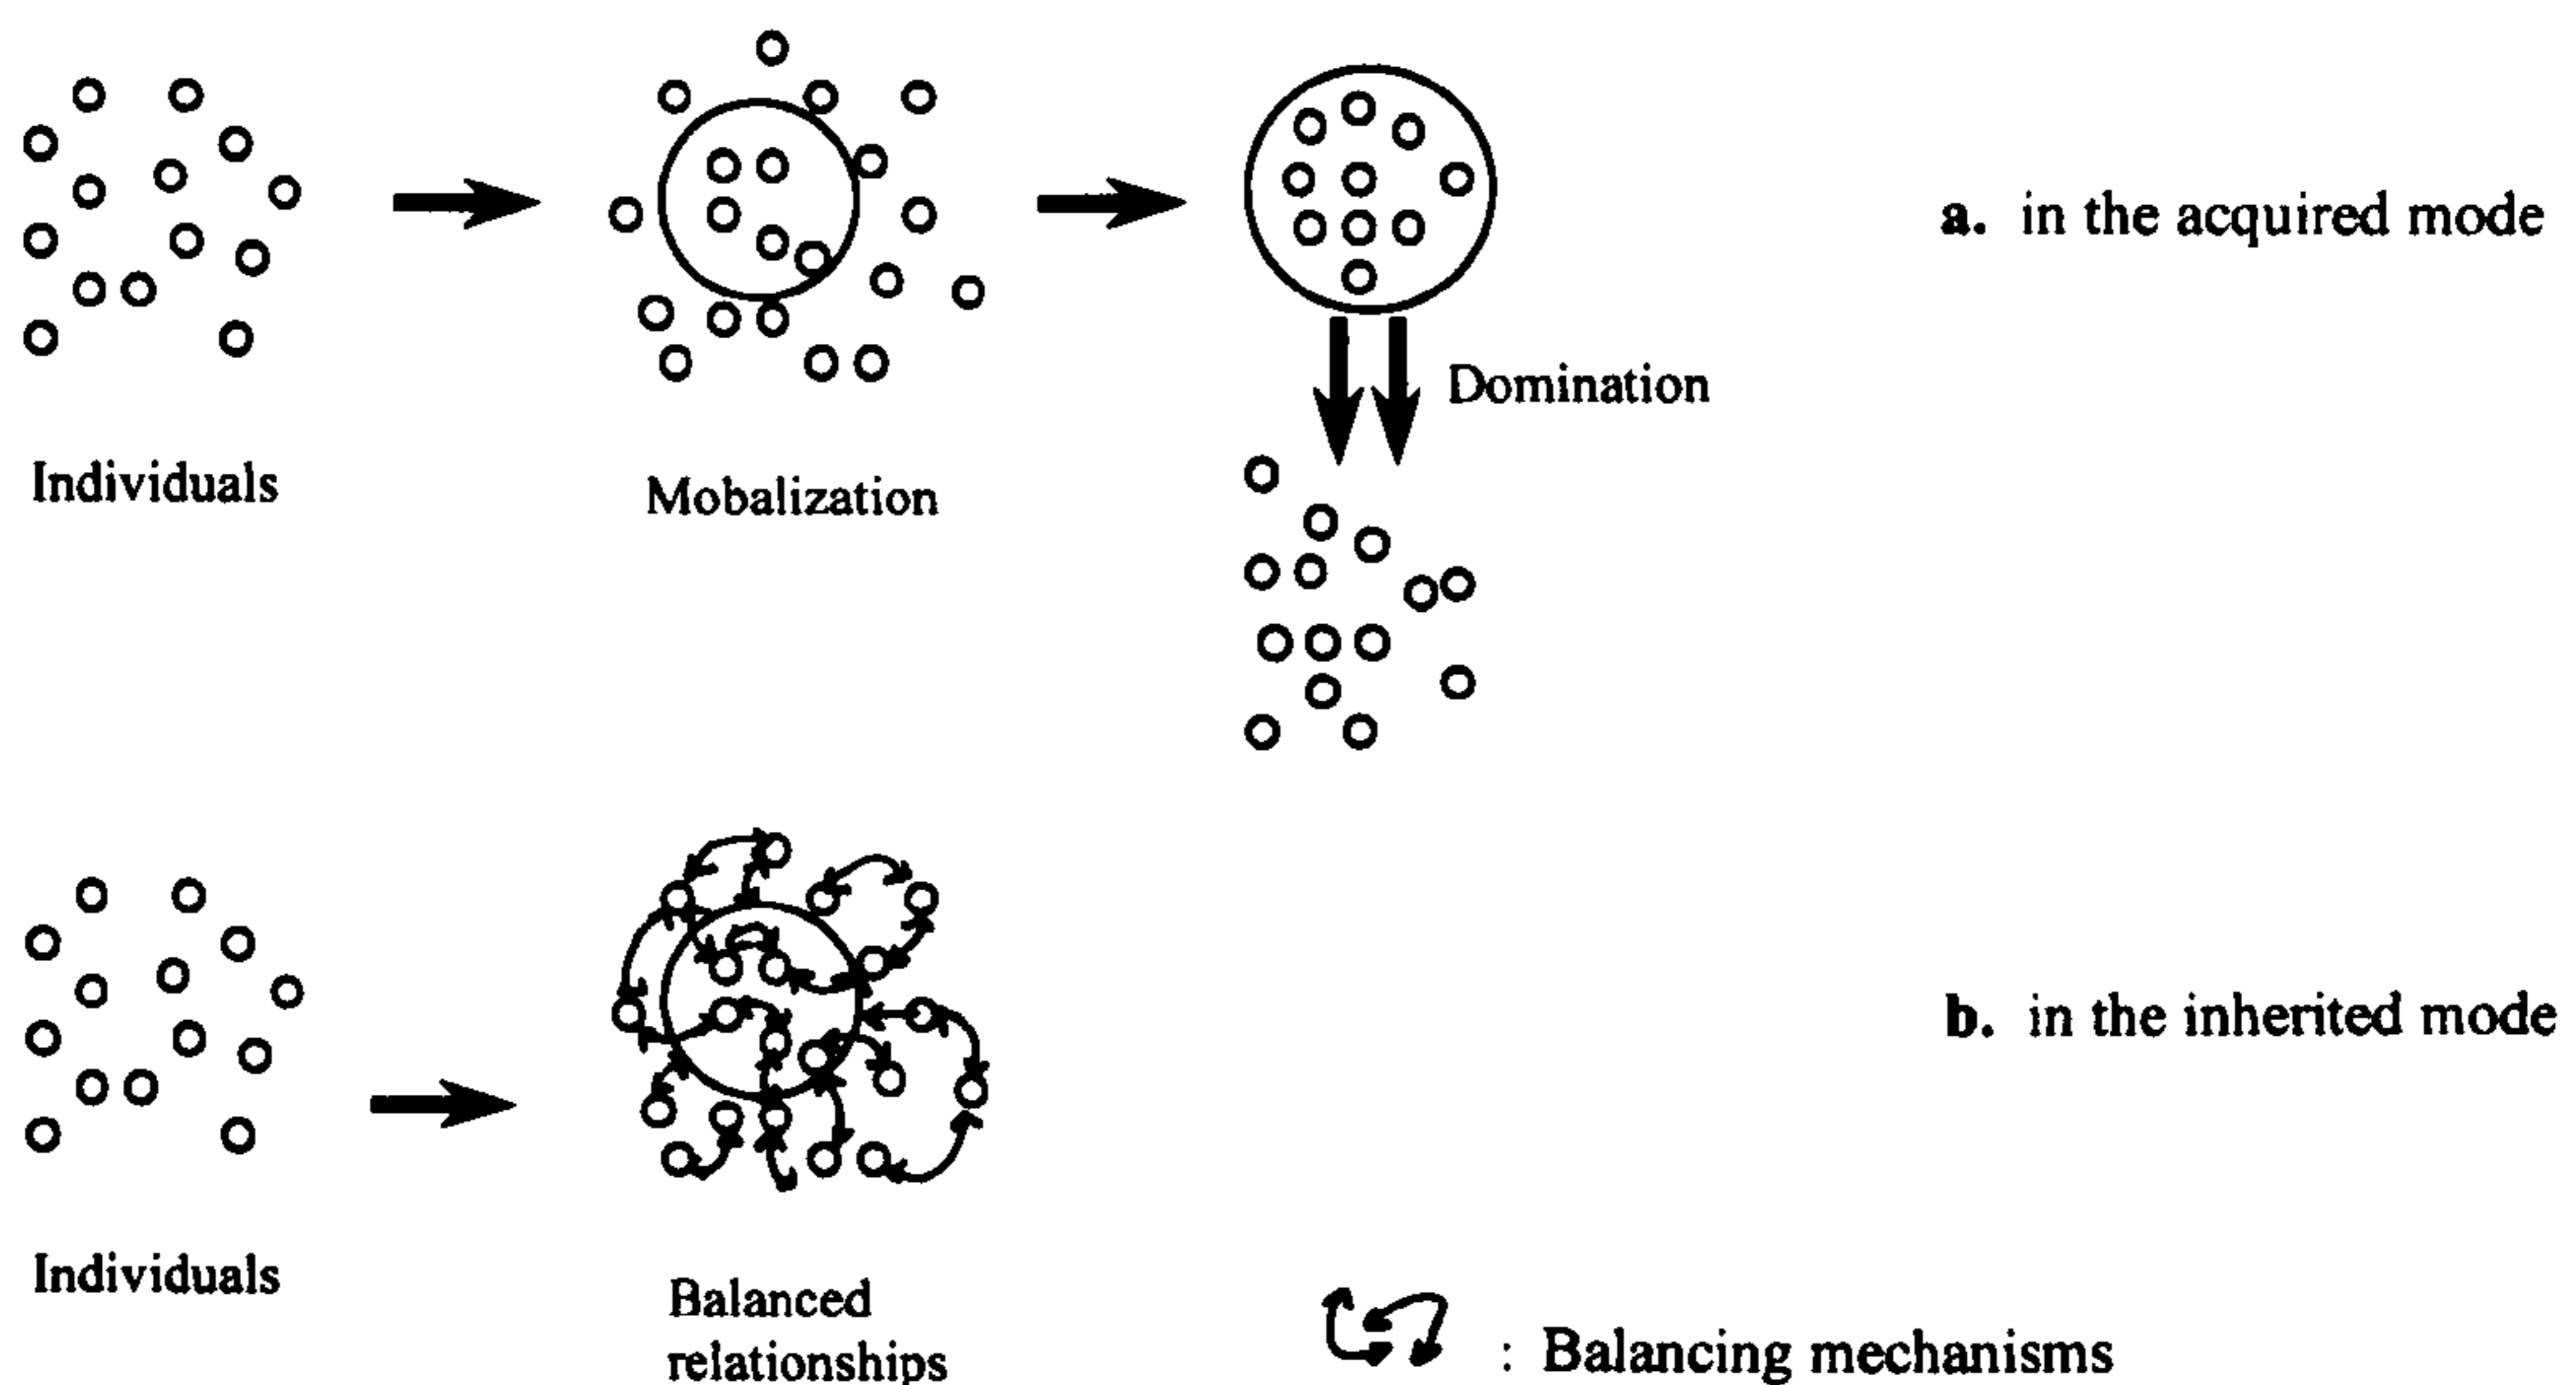 a. in the acquired mode
Domination
Individuals
Mobalization
b. in the inherited mode
Individuals
Balanced
relationships
: Balancing mechanisms